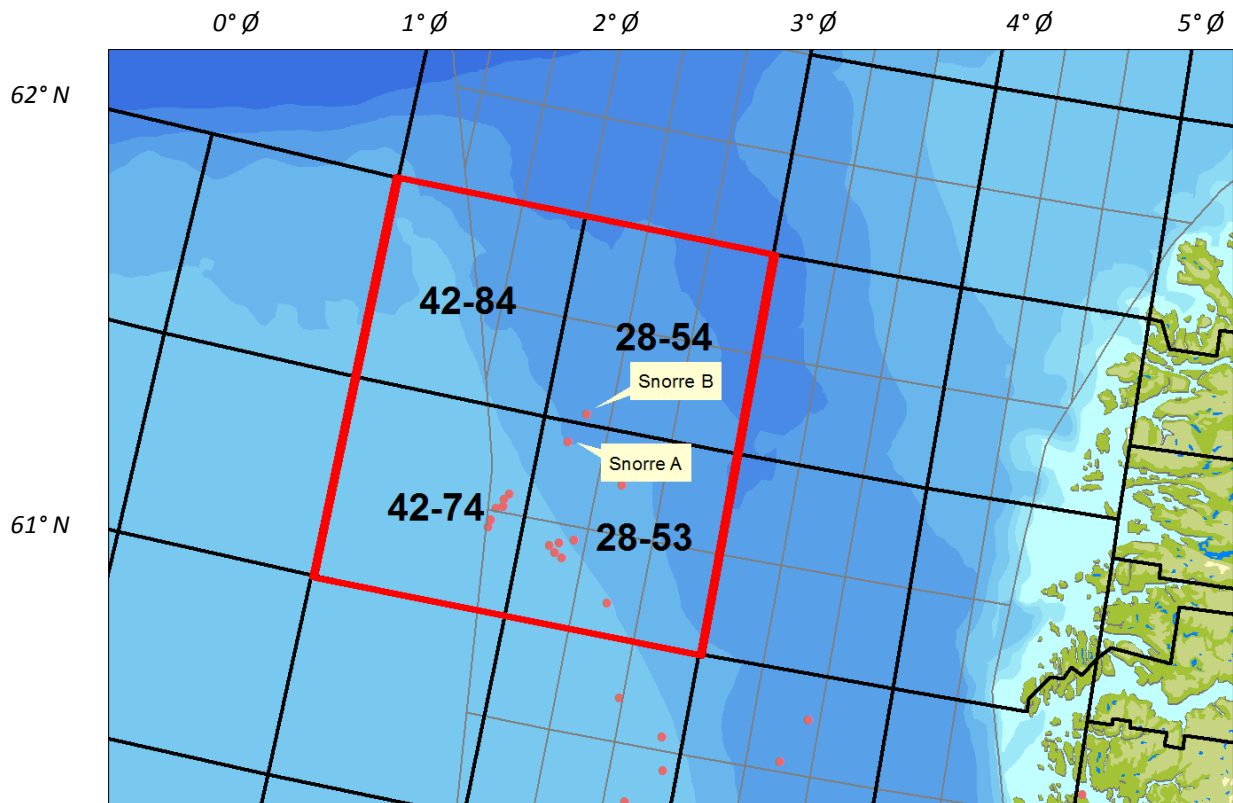 0° Ø 1° Ø 2° Ø 3° Ø 4° Ø 5° Ø
62° N
42-84
28-54
Snorre B
Snorre A
42-74
61° N
28-53